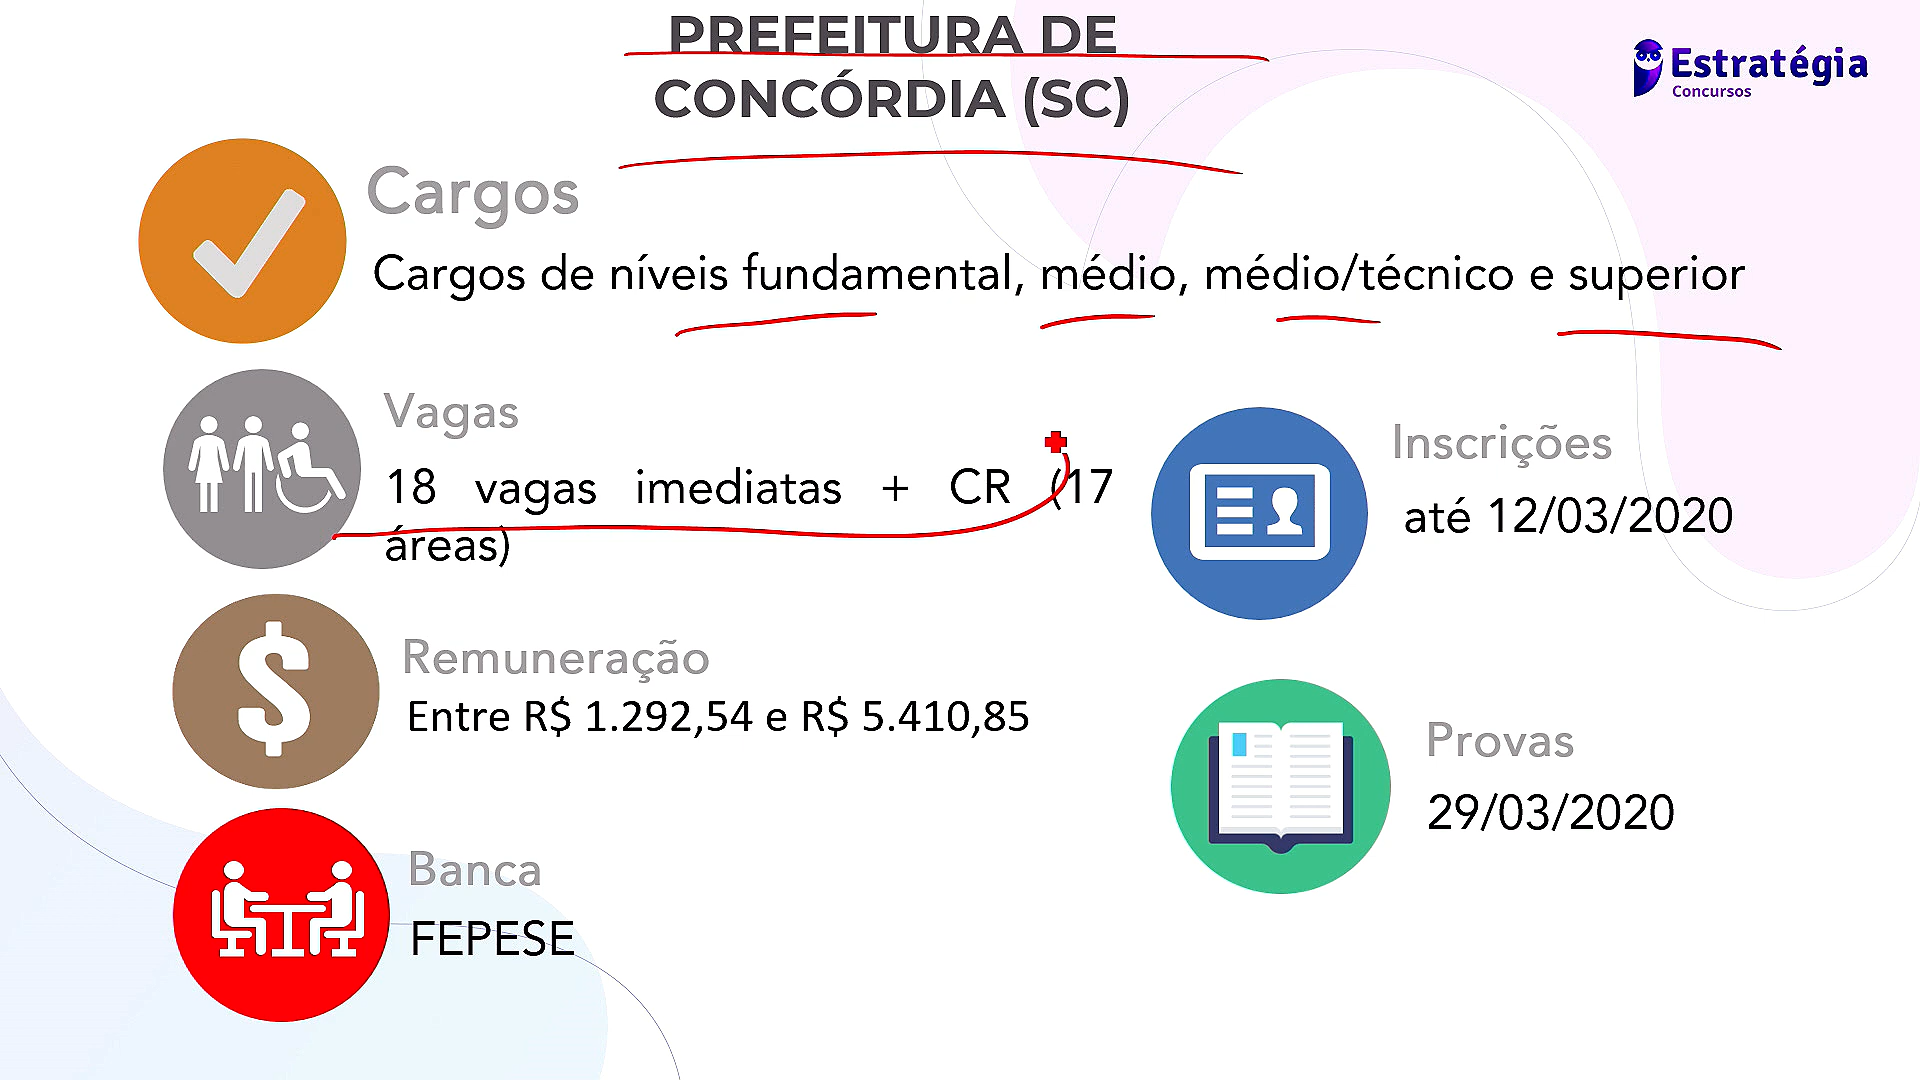 PREFEITURA DE
CONCÓRDIA (SC)
Estratégia
Concursos
Cargos
Cargos de níveis fundamental, médio, médio/técnico e superior
Vagas
18 vagas imediatas + CR (17
áreas)
Inscrições
até 12/03/2020
Remuneração
Entre R$ 1.292,54 e R$ 5.410,85
Provas
29/03/2020
Banca
FEPESE